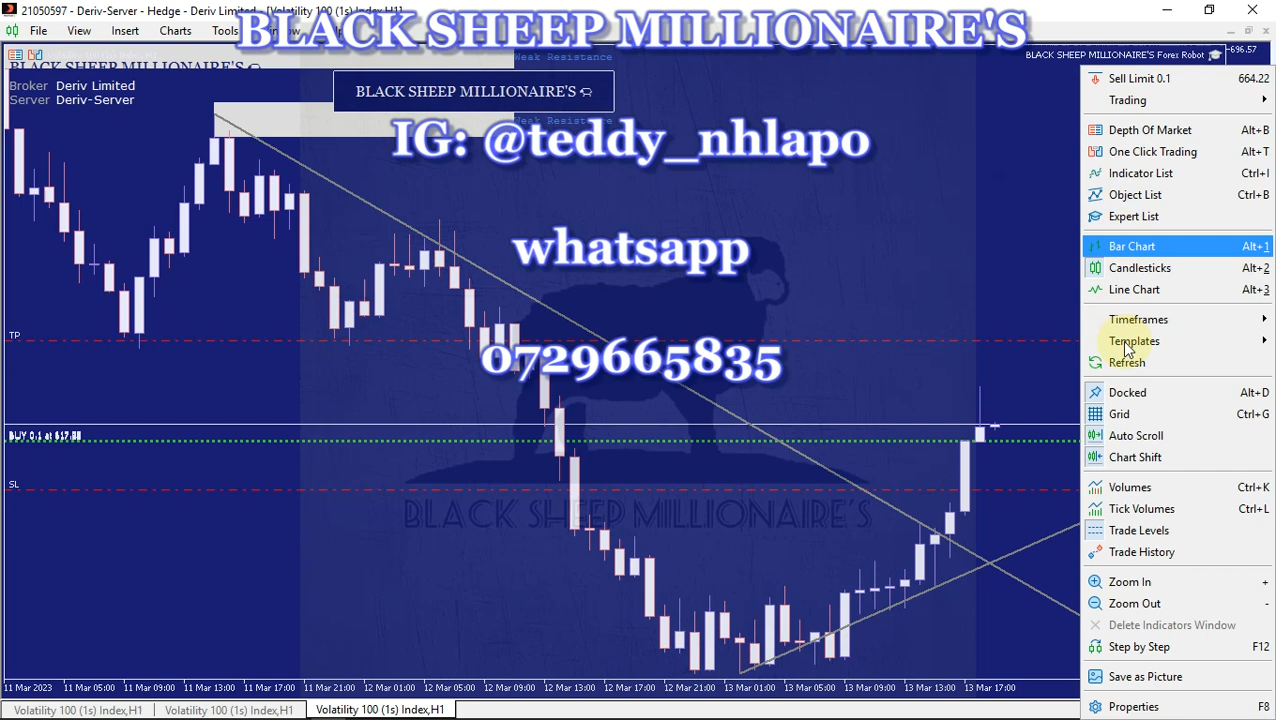 21050597 - Deriv-Server - Hedge - Deriv Limited - [Volatility 100 (1s) Index,H1]
File View Insert Charts Tools
BLACK SHEEP MILLIONAIRE'S
BLACK SHEEP MILLIONAIRE'S
Weak Resistance
BLACK SHEEP MILLIONAIRE'S Forex Robot
-696.57
Broker Deriv Limited
Server Deriv-Server
BLACK SHEEP MILLIONAIRE'S
Weak Resistance
IG: @teddy_nhlapo
whatsapp
0729665835
TP
BUY 0.1 at
SL
BLACK SHEEP MILLIONAIRE'S
Sell Limit 0.1 664.22
Trading
Depth Of Market Alt+B
One Click Trading Alt+T
Indicator List Ctrl+I
Object List Ctrl+B
Expert List
Bar Chart Alt+1
Candlesticks Alt+2
Line Chart Alt+3
Timeframes
Templates
Refresh
Docked Alt+D
Grid Ctrl+G
Auto Scroll
Chart Shift
Volumes Ctrl+K
Tick Volumes Ctrl+L
Trade Levels
Trade History
Zoom In +
Zoom Out -
Delete Indicators Window
Step by Step F12
Save as Picture
Properties F8
11 Mar 2023 11 Mar 05:00 11 Mar 09:00 11 Mar 13:00 11 Mar 17:00 11 Mar 21:00 12 Mar 01:00 12 Mar 05:00 12 Mar 09:00 12 Mar 13:00 12 Mar 17:00 12 Mar 21:00 13 Mar 01:00 13 Mar 05:00 13 Mar 09:00 13 Mar 13:00 13 Mar 17:00
Volatility 100 (1s) Index,H1 Volatility 100 (1s) Index,H1 Volatility 100 (1s) Index,H1